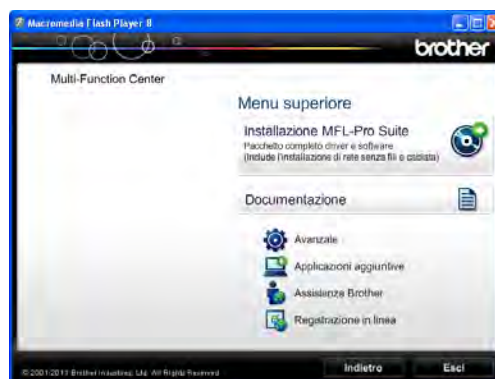 Macromedia Flash Player 8
brother
Multi-Function Center
Menu superiore
Installazione MFL-Pro Suite
Pacchetto completo driver e software
(Include l'installazione di rete senza fili o cablata)
Documentazione
Avanzate
Applicazioni aggiuntive
Assistenza Brother
Registrazione in linea
© 2001-2011 Brother Industries, Ltd. All Rights Reserved
Indietro
Esci